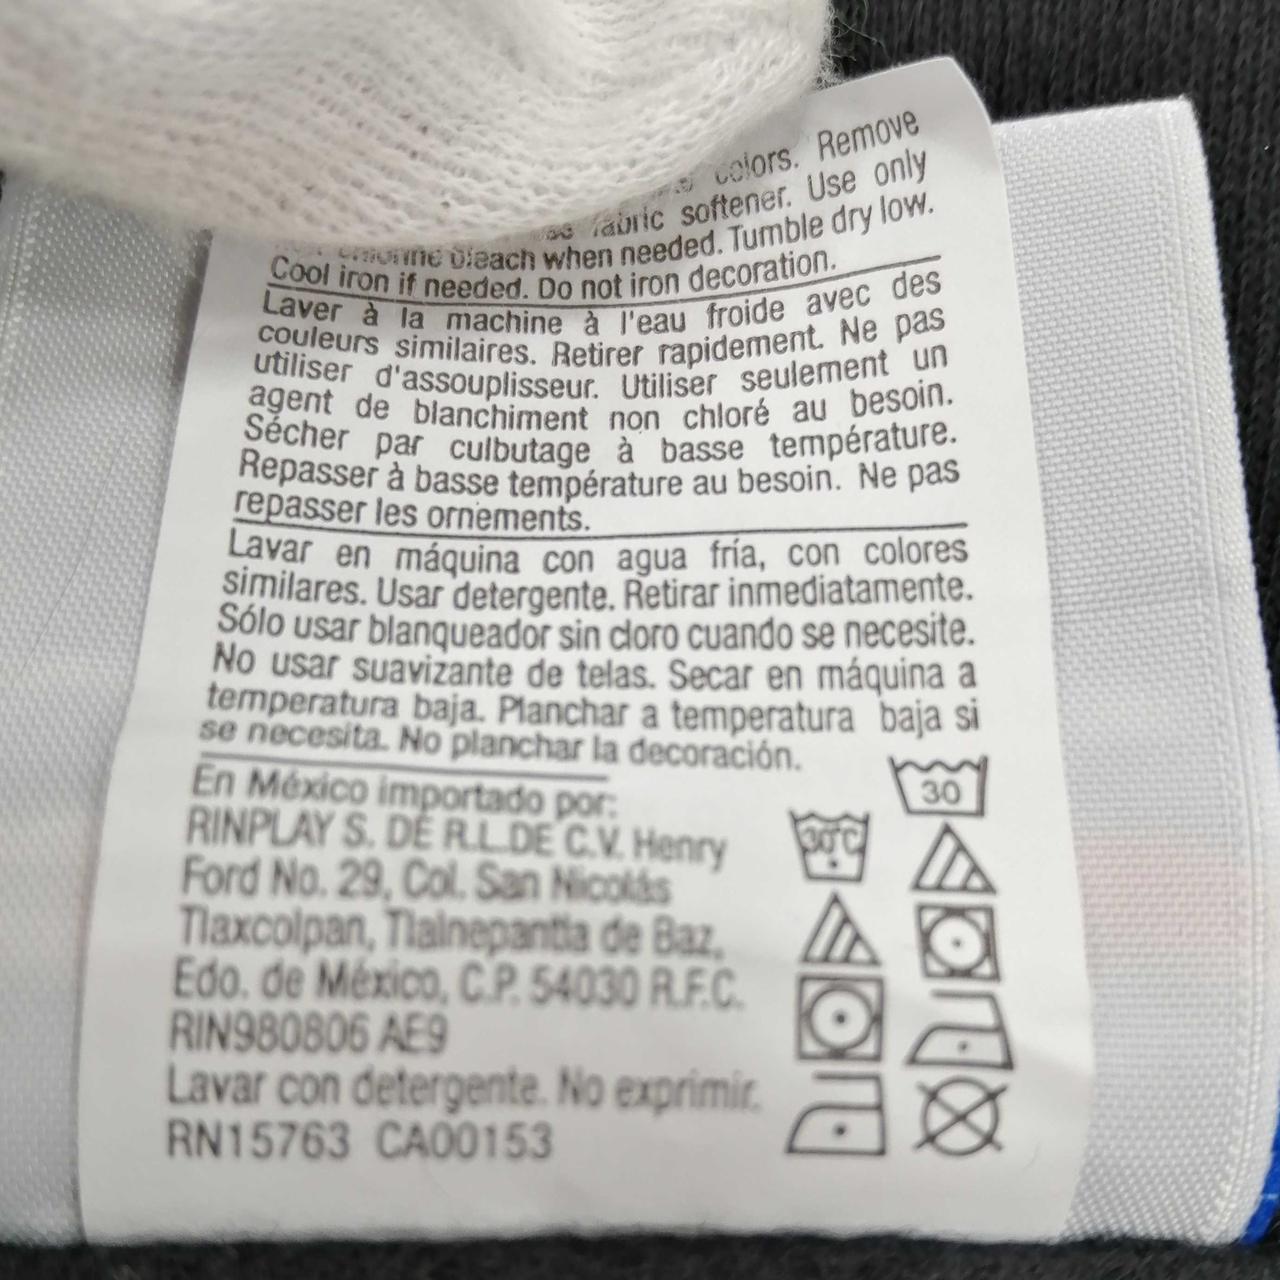 colors. Remove
fabric softener. Use only
bleach when needed. Tumble dry low.
Cool iron if needed. Do not iron decoration.
Laver à la machine à l'eau froide avec des
couleurs similaires. Retirer rapidement. Ne pas
utiliser d'assouplisseur. Utiliser seulement un
agent de blanchiment non chloré au besoin.
Sécher par culbutage à basse température.
Repasser à basse température au besoin. Ne pas
repasser les ornements.
Lavar en máquina con agua fría, con colores
similares. Usar detergente. Retirar inmediatamente.
Sólo usar blanqueador sin cloro cuando se necesite.
No usar suavizante de telas. Secar en máquina a
temperatura baja. Planchar a temperatura baja si
se necesita. No planchar la decoración.
En México importado por:
RINPLAY S. DE R.L.DE C.V. Henry
Ford No. 29, Col. San Nicolás
Tlaxcolpan, Tlalnepantla de Baz,
Edo. de México, C.P. 54030 R.F.C.
RIN980806 AE9
Lavar con detergente. No exprimir.
RN15763 CA00153
30
30°C